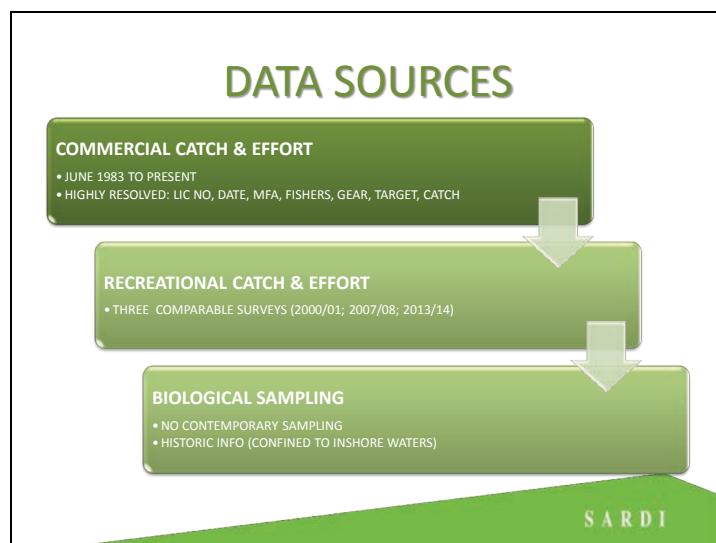 DATA SOURCES
COMMERCIAL CATCH & EFFORT
• JUNE 1983 TO PRESENT
• HIGHLY RESOLVED: LIC NO, DATE, MFA, FISHERS, GEAR, TARGET, CATCH
RECREATIONAL CATCH & EFFORT
• THREE COMPARABLE SURVEYS (2000/01; 2007/08; 2013/14)
BIOLOGICAL SAMPLING
• NO CONTEMPORARY SAMPLING
• HISTORIC INFO (CONFINED TO INSHORE WATERS)
SARDI